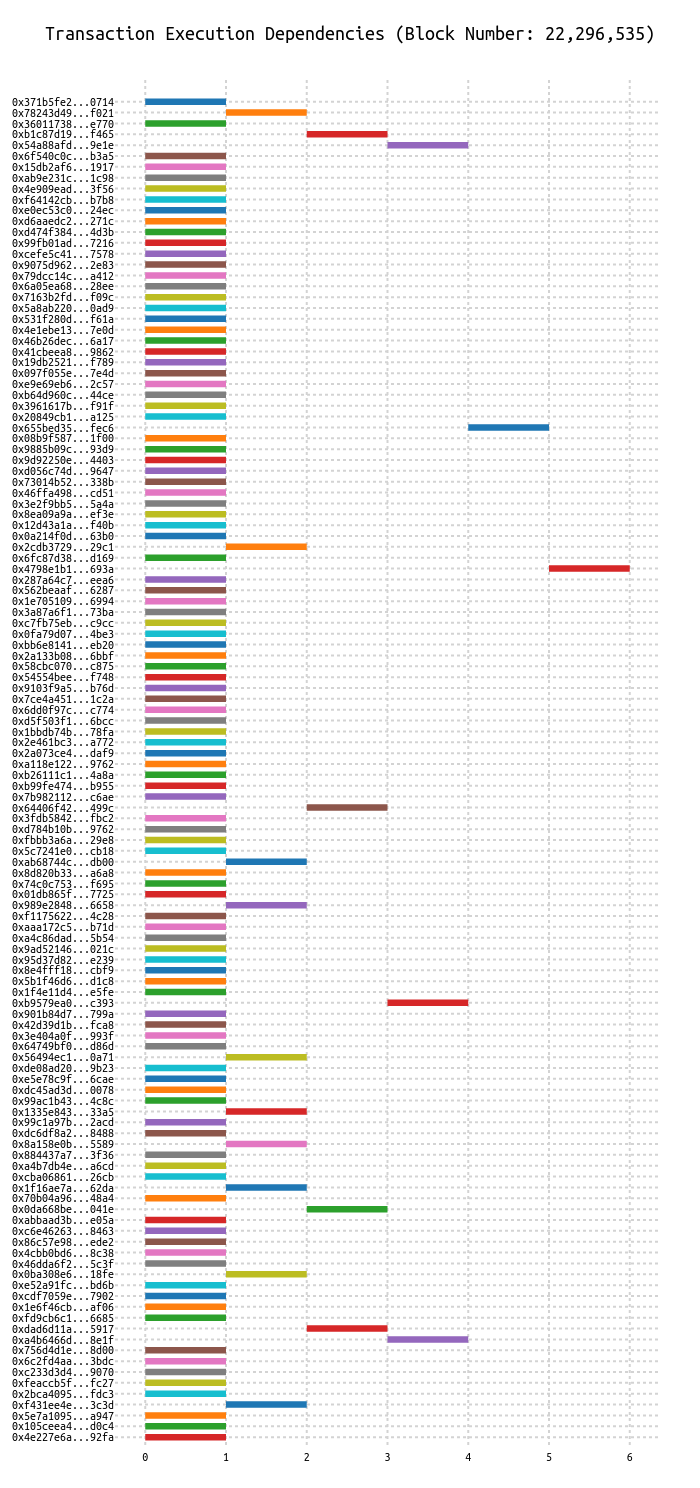 Transaction Execution Dependencies (Block Number: 22,296,535)
0x371b5fe2...0714
0x78243d49...f021
0x36011738...e770
0xb1c87d19...f465
0x54a88afd...9e1e
0x6f540c0c...b3a5
0x15db2af6...1917
0xab9e231c...1c98
0x4e909ead...3f56
0xf64142cb...b7b8
0xe0ec53c0...24ec
0xd6aaedc2...271c
0xd474f384...4d3b
0x99fb01ad...7216
0xcefe5c41...7578
0x9075d962...2e83
0x79dcc14c...a412
0x6a05ea68...28ee
0x7163b2fd...f09c
0x5a8ab220...0ad9
0x531f280d...f61a
0x4e1ebe13...7e0d
0x46b26dec...6a17
0x41cbeea8...9862
0x19db2521...f789
0x097f055e...7e4d
0xe9e69eb6...2c57
0xb64d960c...44ce
0x3961617b...f91f
0x20849cb1...a125
0x655bed35...fec6
0x08b9f587...1f00
0x9885b09c...93d9
0x9d92250e...4403
0xd056c74d...9647
0x73014b52...338b
0x46ffa498...cd51
0x3e2f9bb5...5a4a
0x8ea09a9a...ef3e
0x12d43a1a...f40b
0x0a214f0d...63b0
0x2cdb3729...29c1
0x6fc87d38...d169
0x4798e1b1...693a
0x287a64c7...eea6
0x562beaaf...6287
0x1e705109...6994
0x3a87a6f1...73ba
0xc7fb75eb...c9cc
0x0fa79d07...4be3
0xbb6e8141...eb20
0x2a133b08...6bbf
0x58cbc070...c875
0x54554bee...f748
0x9103f9a5...b76d
0x7ce4a451...1c2a
0x6dd0f97c...c774
0xd5f503f1...6bcc
0x1bbdb74b...78fa
0x2e461bc3...a772
0x2a073ce4...daf9
0xa118e122...9762
0xb26111c1...4a8a
0xb99fe474...b955
0x7b982112...c6ae
0x64406f42...499c
0x3fdb5842...fbc2
0xd784b10b...9762
0xfbbb3a6a...29e8
0x5c7241e0...cb18
0xab68744c...db00
0x8d820b33...a6a8
0x74c0c753...f695
0x01db865f...7725
0x989e2848...6658
0xf1175622...4c28
0xaaa172c5...b71d
0xa4c86dad...5b54
0x9ad52146...021c
0x95d37d82...e239
0x8e4fff18...cbf9
0x5b1f46d6...d1c8
0x1f4e11d4...e5fe
0xb9579ea0...c393
0x901b84d7...799a
0x42d39d1b...fca8
0x3e404a0f...993f
0x64749bf0...d86d
0x56494ec1...0a71
0xde08ad20...9b23
0xe5e78c9f...6cae
0xdc45ad3d...0078
0x99ac1b43...4c8c
0x1335e843...33a5
0x99c1a97b...2acd
0xdc6df8a2...8488
0x8a158e0b...5589
0x884437a7...3f36
0xa4b7db4e...a6cd
0xcba06861...26cb
0x1f16ae7a...62da
0x70b04a96...48a4
0x0da668be...041e
0xabbaad3b...e05a
0xc6e46263...8463
0x86c57e98...ede2
0x4cbb0bd6...8c38
0x46dda6f2...5c3f
0x0ba308e6...18fe
0xe52a91fc...bd6b
0xcdf7059e...7902
0x1e6f46cb...af06
0xfd9cb6c1...6685
0xdad6d11a...5917
0xa4b6466d...8e1f
0x756d4d1e...8d00
0x6c2fd4aa...3bdc
0xc233d3d4...9070
0xfeaccb5f...fc27
0x2bca4095...fdc3
0xf431ee4e...3c3d
0x5e7a1095...a947
0x105ceea4...d0c4
0x4e227e6a...92fa
0 1 2 3 4 5 6